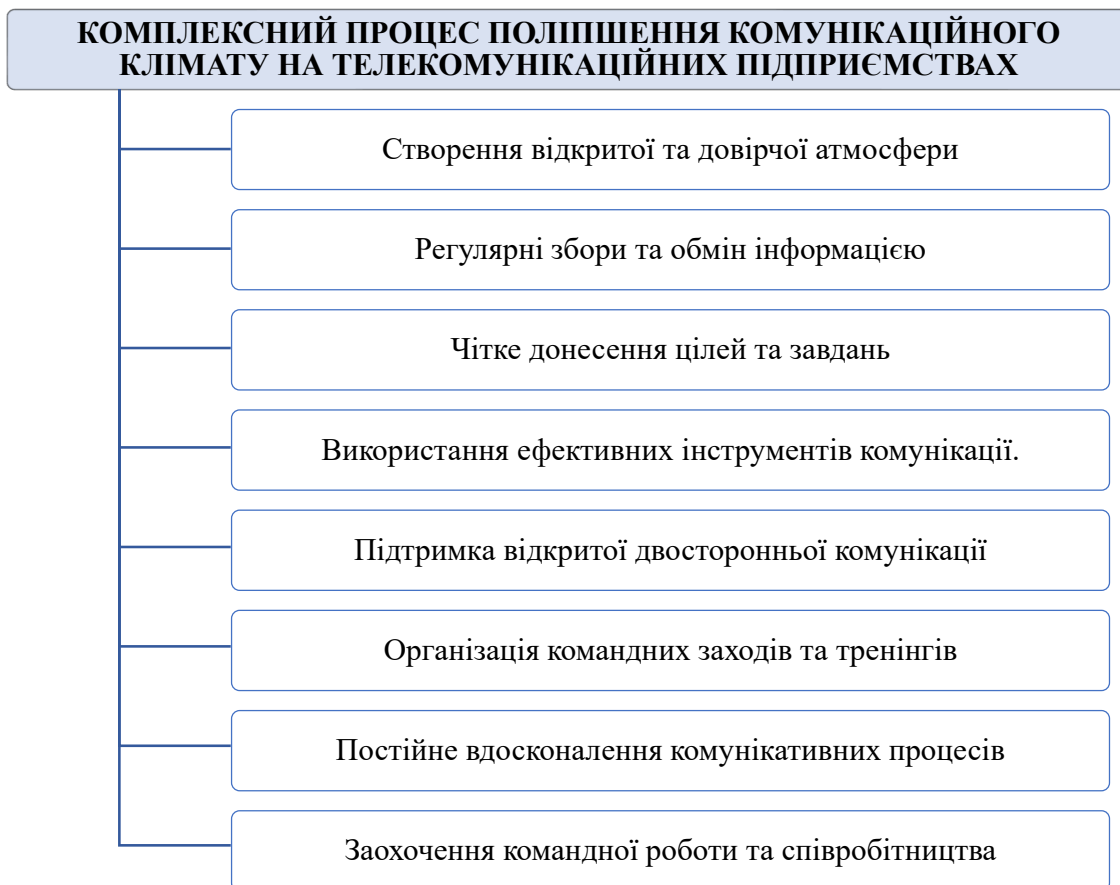 КОМПЛЕКСНИЙ ПРОЦЕС ПОЛІПШЕННЯ КОМУНІКАЦІЙНОГО
КЛІМАТУ НА ТЕЛЕКОМУНІКАЦІЙНИХ ПІДПРИЄМСТВАХ
Створення відкритої та довірчої атмосфери
Регулярні збори та обмін інформацією
Чітке донесення цілей та завдань
Використання ефективних інструментів комунікації.
Підтримка відкритої двосторонньої комунікації
Організація командних заходів та тренінгів
Постійне вдосконалення комунікативних процесів
Заохочення командної роботи та співробітництва